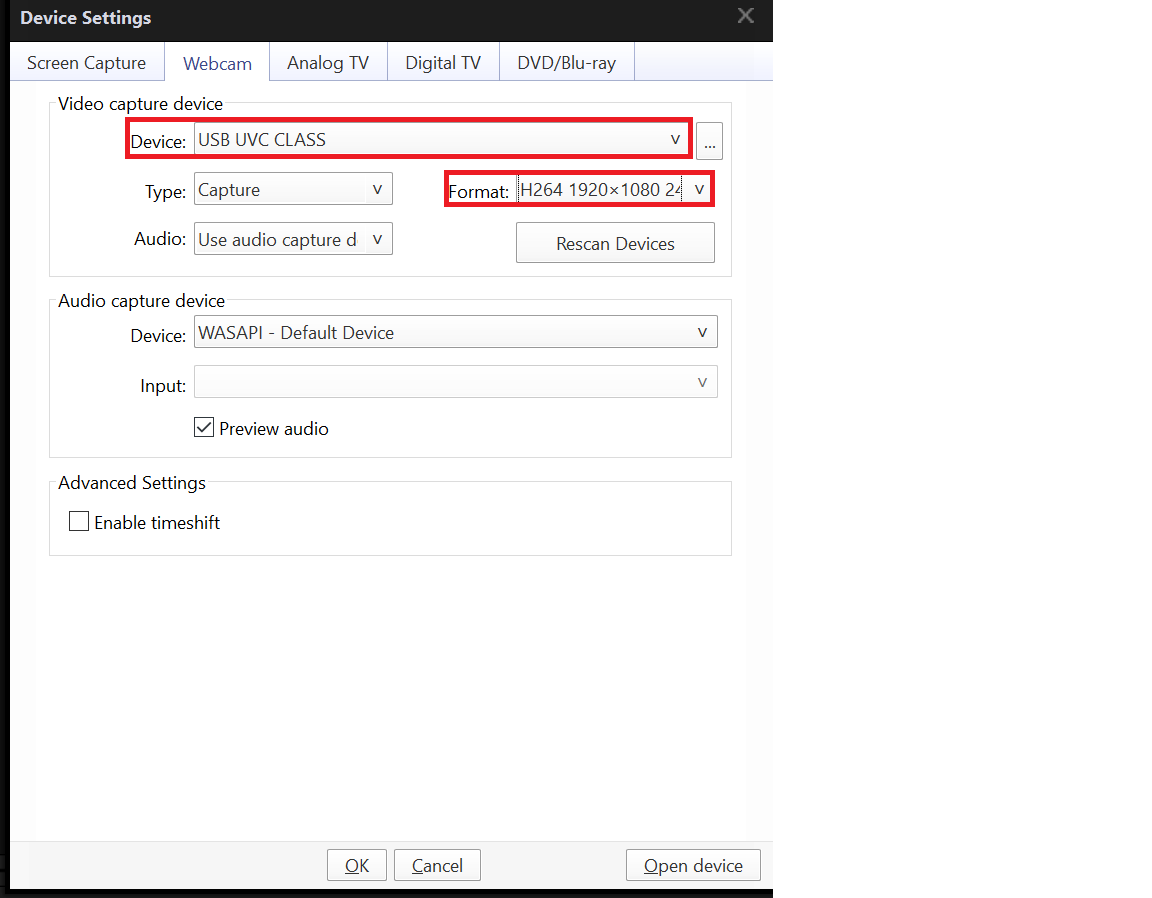 Device Settings
Screen Capture Webcam Analog TV Digital TV DVD/Blu-ray
Video capture device
Device: USB UVC CLASS ...
Type: Capture Format: H264 1920×1080 24
Audio: Use audio capture d Rescan Devices
Audio capture device
Device: WASAPI - Default Device
Input:
Preview audio
Advanced Settings
Enable timeshift
OK Cancel Open device